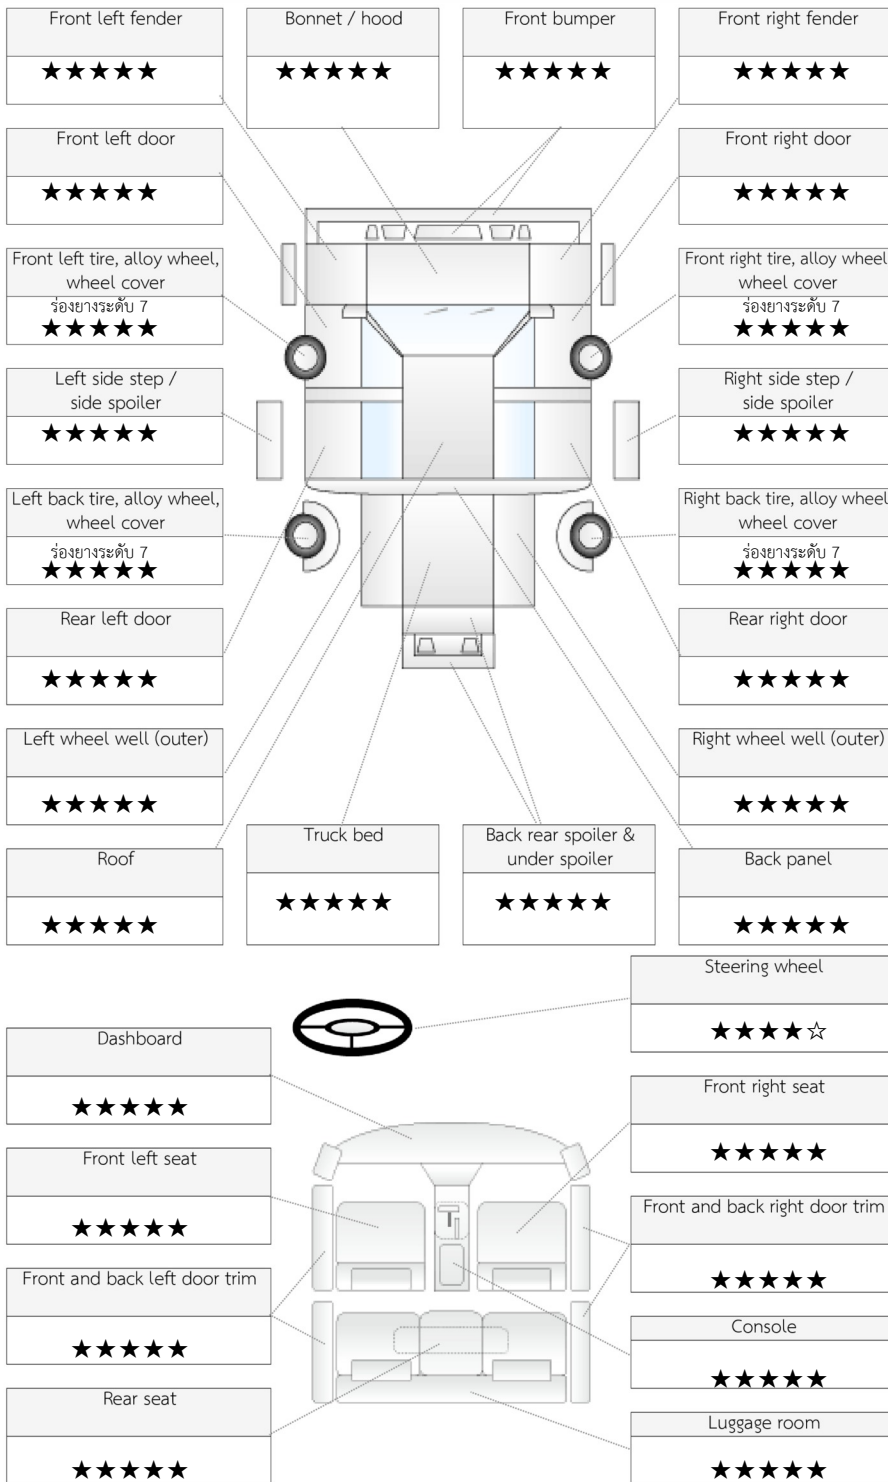 Front left fender
★★★★★
Bonnet / hood
★★★★★
Front bumper
★★★★★
Front right fender
★★★★★
Front left door
★★★★★
Front right door
★★★★★
Front left tire, alloy wheel,
wheel cover
ร่องยางระดับ 7
★★★★★
Front right tire, alloy wheel
wheel cover
ร่องยางระดับ 7
★★★★★
Left side step /
side spoiler
★★★★★
Right side step /
side spoiler
★★★★★
Left back tire, alloy wheel,
wheel cover
ร่องยางระดับ 7
★★★★★
Right back tire, alloy wheel
wheel cover
ร่องยางระดับ 7
★★★★★
Rear left door
★★★★★
Rear right door
★★★★★
Left wheel well (outer)
★★★★★
Right wheel well (outer)
★★★★★
Roof
★★★★★
Truck bed
★★★★★
Back rear spoiler &
under spoiler
★★★★★
Back panel
★★★★★
Steering wheel
★★★★☆
Dashboard
★★★★★
Front right seat
★★★★★
Front left seat
★★★★★
Front and back right door trim
★★★★★
Front and back left door trim
★★★★★
Console
★★★★★
Rear seat
★★★★★
Luggage room
★★★★★